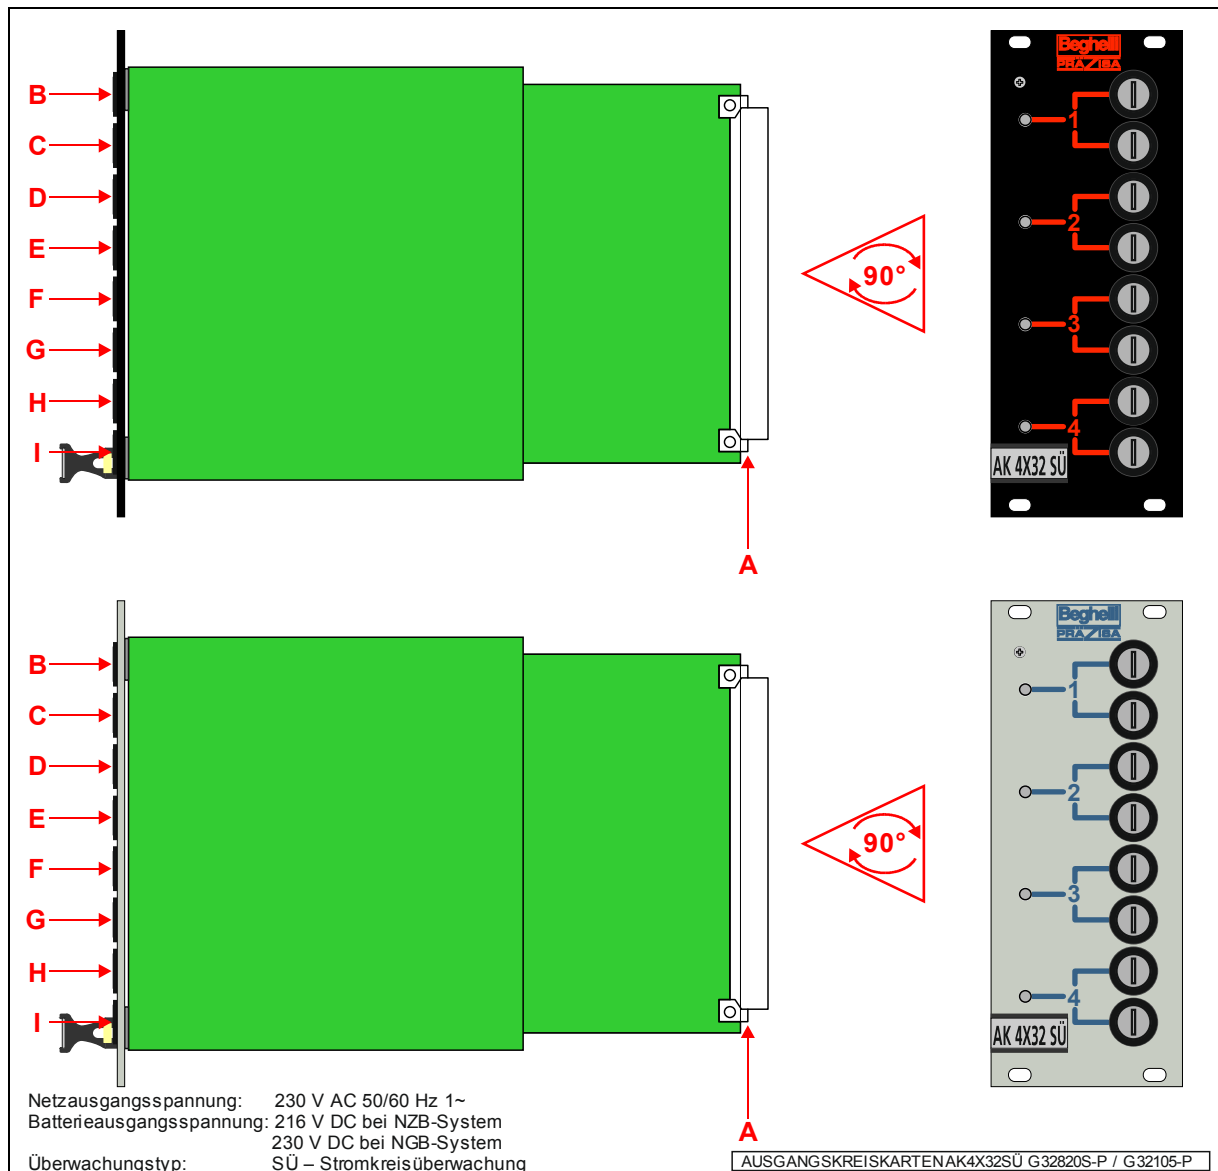 B
C
D
E
F
G
H
I
A
90°
Beghelli
PRÄZISA
1
2
3
4
AK 4X32 SÜ
B
C
D
E
F
G
H
I
A
90°
Beghelli
PRÄZISA
1
2
3
4
AK 4X32 SÜ
Netzausgangsspannung: 230 V AC 50/60 Hz 1~
Batterieausgangsspannung: 216 V DC bei NZB-System
230 V DC bei NGB-System
Überwachungstyp: SÜ – Stromkreisüberwachung
AUSGANGSKREISKARTEN AK4X32SÜ G32820S-P / G32105-P